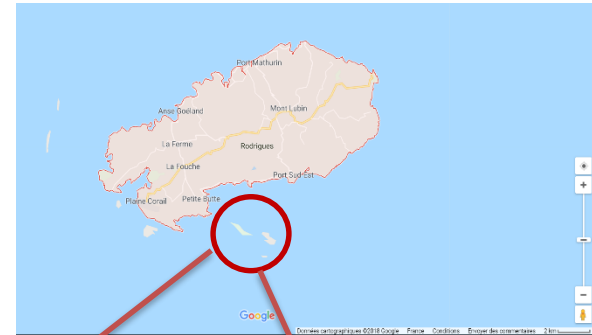 Port Mathurin
Anse Goéland
Mont Lubin
La Ferme
Rodrigues
La Fouche
Port Sud-Est
Plaine Corail
Petite Butte
Google
Données cartographiques ©2018 Google France Conditions Envoyer des commentaires 2 km